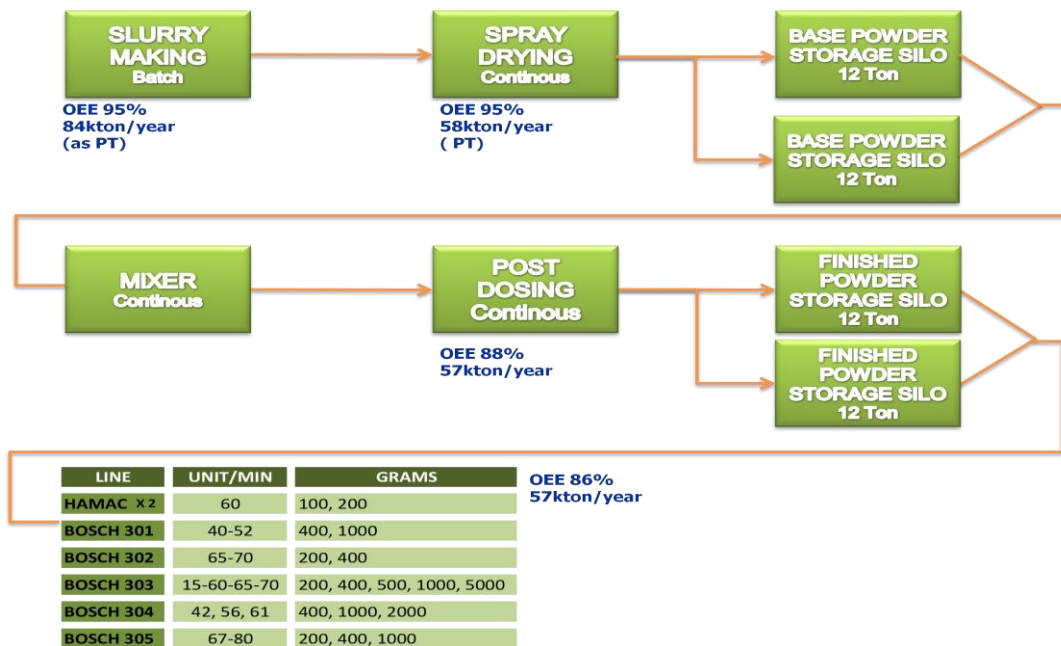 SLURRY
MAKING
Batch
OEE 95%
84kton/year
(as PT)
SPRAY
DRYING
Continous
OEE 95%
58kton/year
( PT)
BASE POWDER
STORAGE SILO
12 Ton
BASE POWDER
STORAGE SILO
12 Ton
MIXER
Continous
POST
DOSING
Continous
OEE 88%
57kton/year
FINISHED
POWDER
STORAGE SILO
12 Ton
FINISHED
POWDER
STORAGE SILO
12 Ton
LINE UNIT/MIN GRAMS
HAMAC X 2 60 100, 200
BOSCH 301 40-52 400, 1000
BOSCH 302 65-70 200, 400
BOSCH 303 15-60-65-70 200, 400, 500, 1000, 5000
BOSCH 304 42, 56, 61 400, 1000, 2000
BOSCH 305 67-80 200, 400, 1000
OEE 86%
57kton/year